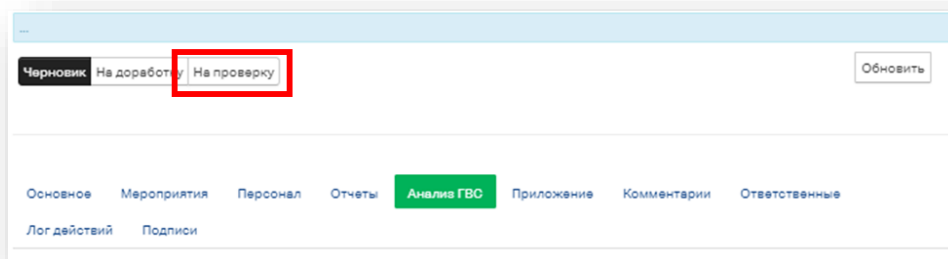 ...
Черновик На доработку На проверку Обновить
Основное Мероприятия Персонал Отчеты Анализ ГВС Приложение Комментарии Ответственные
Лог действий Подписи